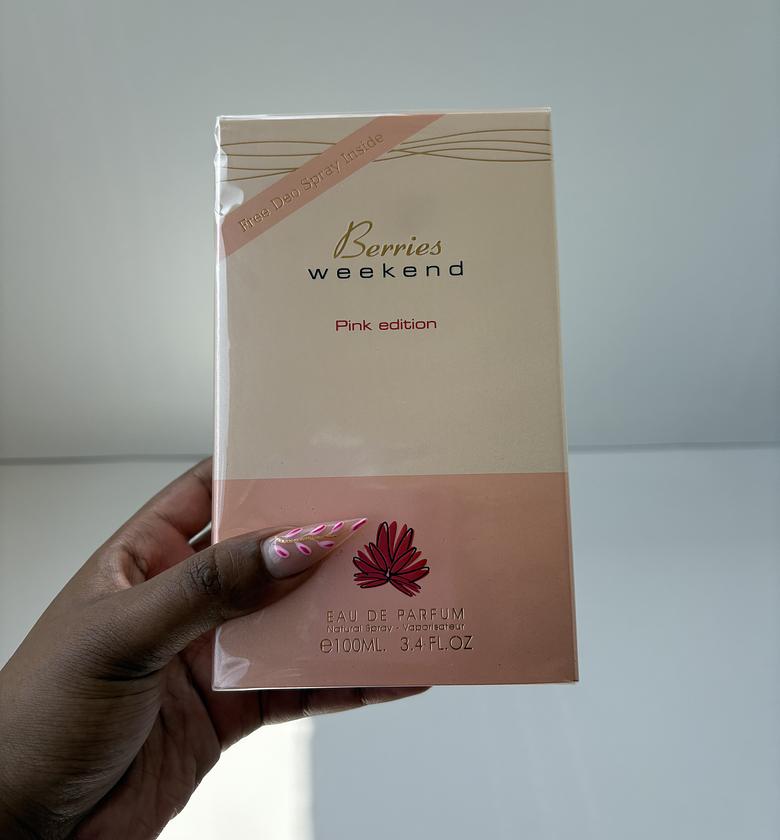 Free Deo Spray Inside
Berries
weekend
Pink edition
EAU DE PARFUM
Natural Spray - Vaporisateur
℮100ML. 3.4 FL.OZ